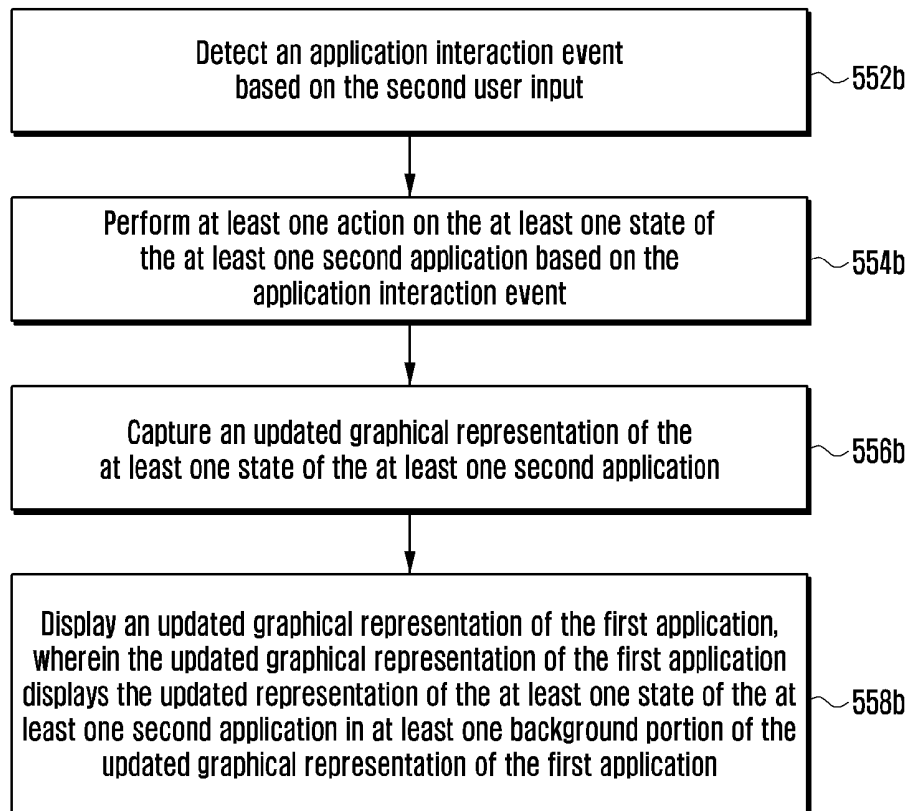 Detect an application interaction event
based on the second user input
552b
Perform at least one action on the at least one state of
the at least one second application based on the
application interaction event
554b
Capture an updated graphical representation of the
at least one state of the at least one second application
556b
Display an updated graphical representation of the first application,
wherein the updated graphical representation of the first application
displays the updated representation of the at least one state of the at
least one second application in at least one background portion of the
updated graphical representation of the first application
558b